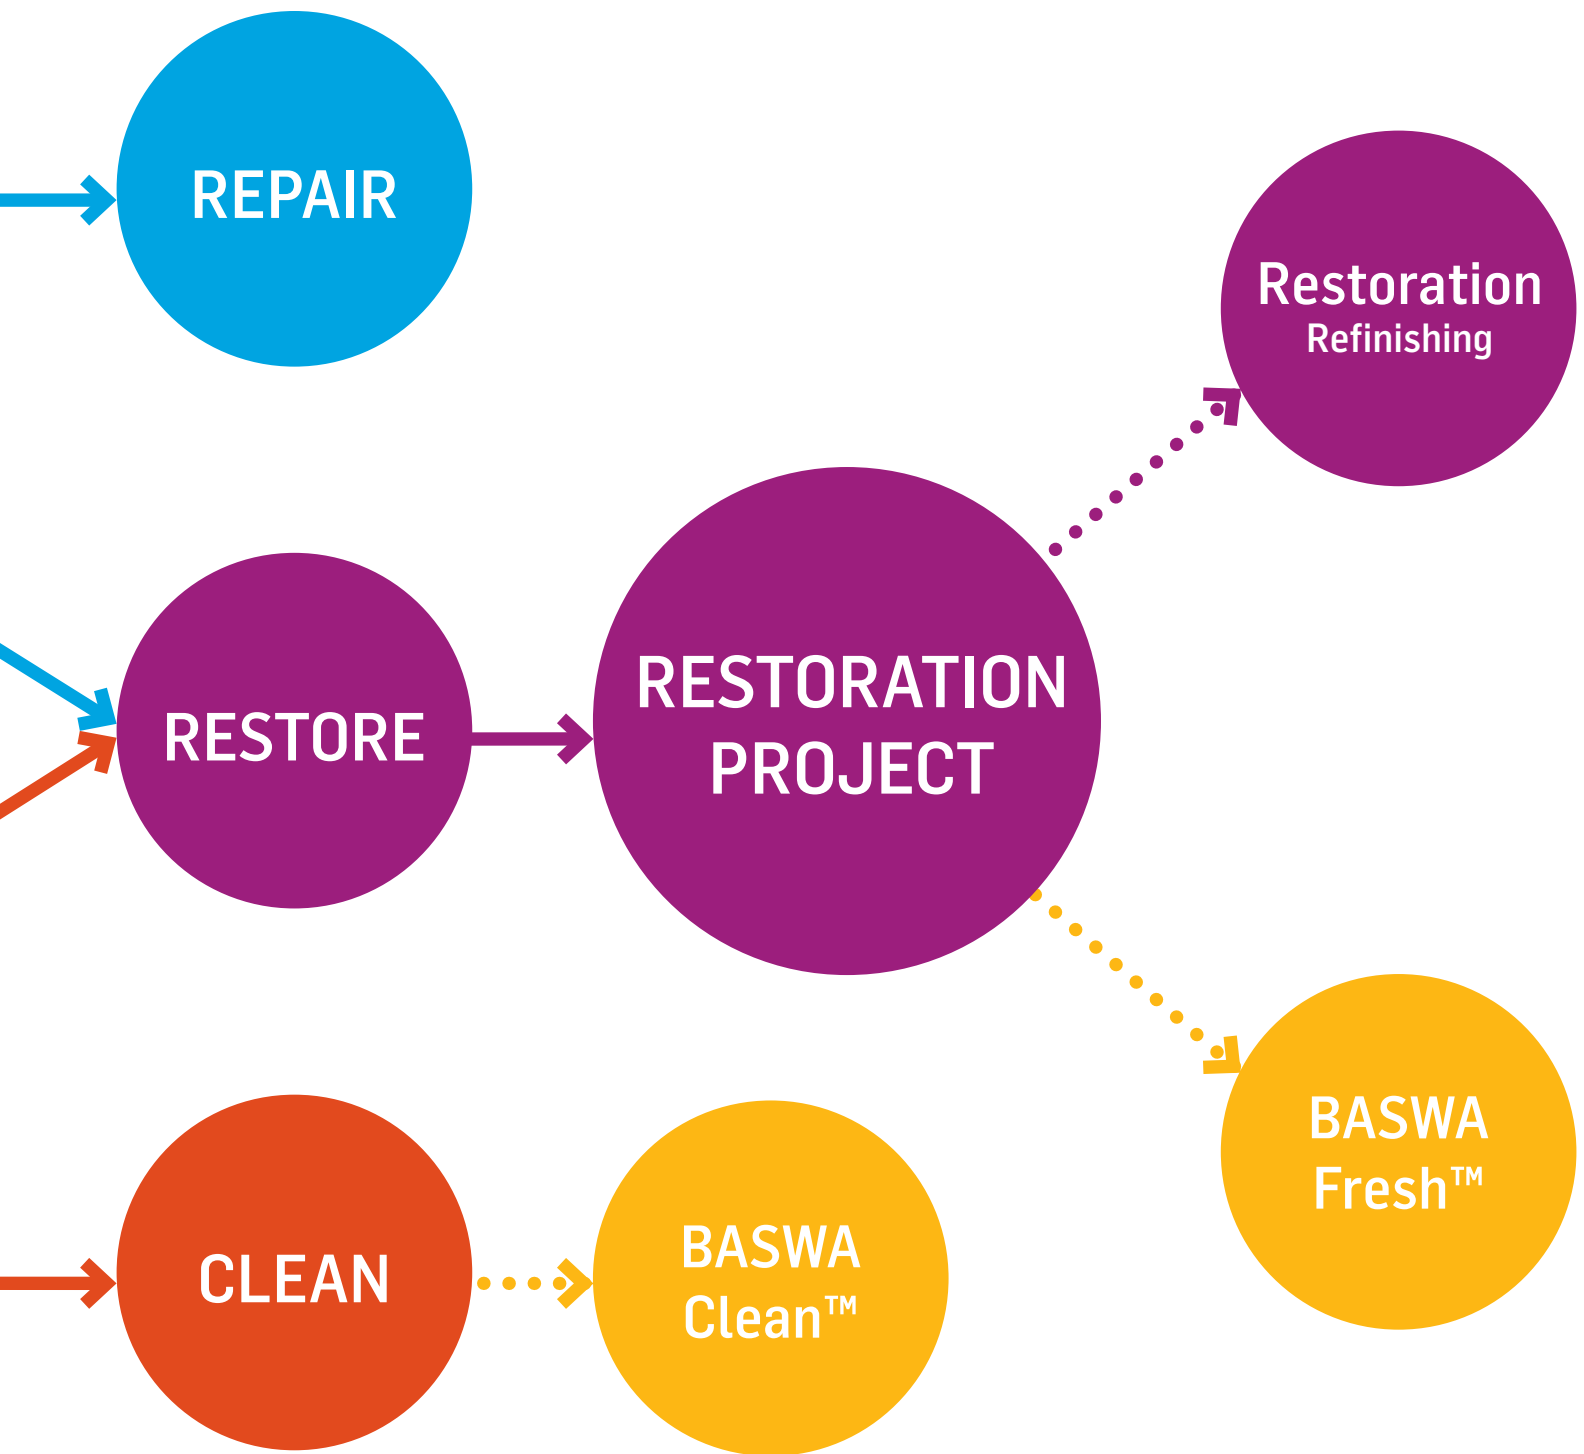 REPAIR
Restoration
Refinishing
RESTORE
RESTORATION
PROJECT
CLEAN
BASWA
Clean™
BASWA
Fresh™